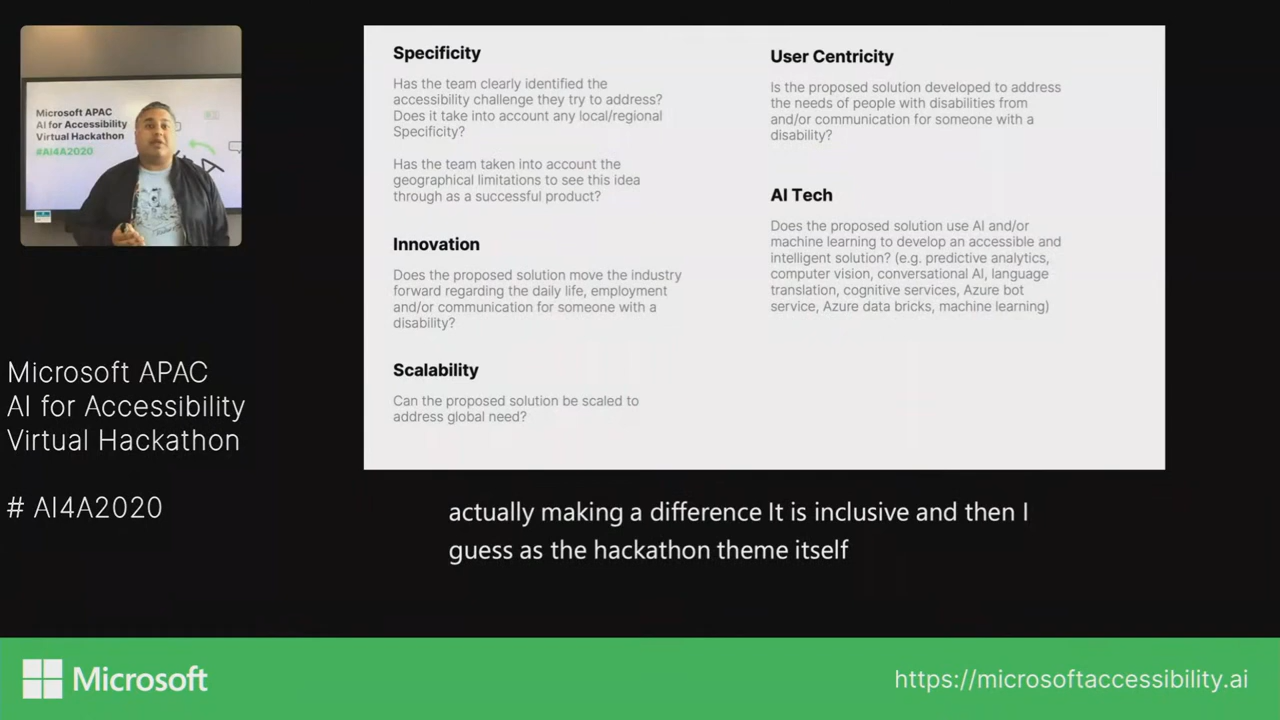 Microsoft APAC
AI for Accessibility
Virtual Hackathon
#AI4A2020
Microsoft APAC
AI for Accessibility
Virtual Hackathon
# AI4A2020
Specificity
Has the team clearly identified the
accessibility challenge they try to address?
Does it take into account any local/regional
Specificity?
Has the team taken into account the
geographical limitations to see this idea
through as a successful product?
Innovation
Does the proposed solution move the industry
forward regarding the daily life, employment
and/or communication for someone with a
disability?
Scalability
Can the proposed solution be scaled to
address global need?
User Centricity
Is the proposed solution developed to address
the needs of people with disabilities from
and/or communication for someone with a
disability?
AI Tech
Does the proposed solution use AI and/or
machine learning to develop an accessible and
intelligent solution? (e.g. predictive analytics,
computer vision, conversational AI, language
translation, cognitive services, Azure bot
service, Azure data bricks, machine learning)
actually making a difference It is inclusive and then I
guess as the hackathon theme itself
Microsoft
https://microsoftaccessibility.ai